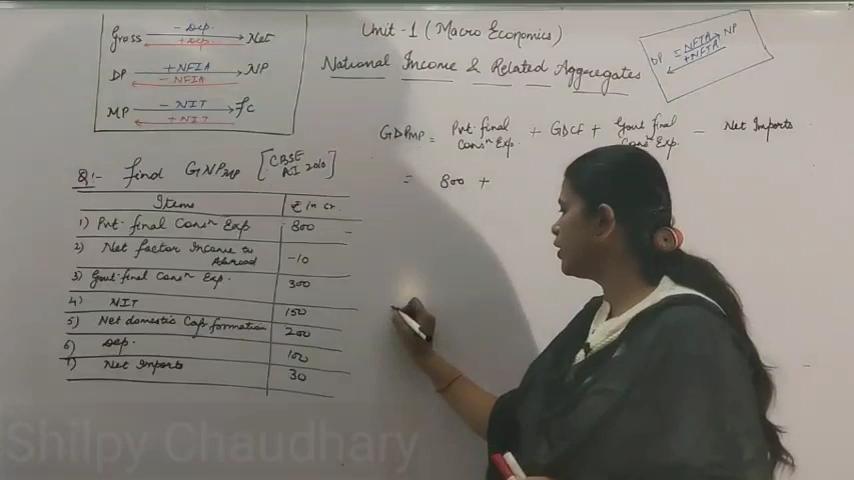 Unit-1 (Macro Economics)
National Income & Related Aggregates
Gross - Dep. Net
+ Dep.
DP + NFIA NP
- NFIA
MP - NIT fc
+ NIT
DP - NFIA NP
+ NFIA
Q:- find GNPMP [CBSE AI 2010]
Items ₹ in cr.
1) Pvt. final Consn Exp 800
2) Net factor Income to Abroad -10
3) Govt. final Consn Exp. 300
4) NIT 150
5) Net domestic Cap. formation 200
6) Dep. 100
7) Net Imports 30
GDPMP = Pvt. final Consn Exp. + GDCF + Govt final Consn Exp. - Net Imports
= 800 +
Shilpy Chaudhary